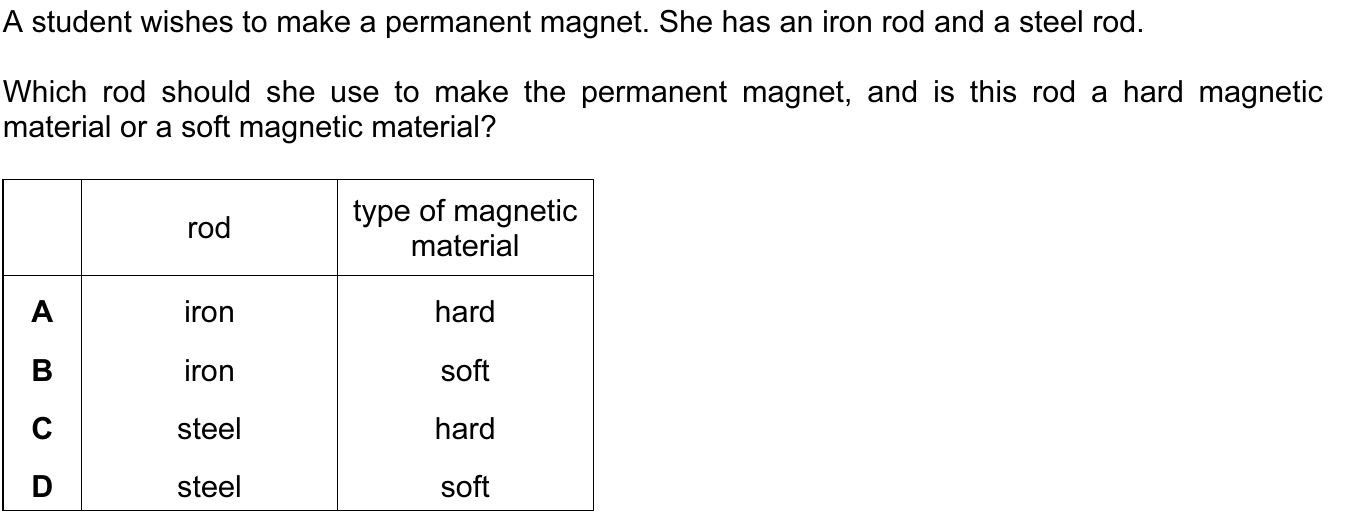 A student wishes to make a permanent magnet. She has an iron rod and a steel rod.
Which rod should she use to make the permanent magnet, and is this rod a hard magnetic
material or a soft magnetic material?
rod
type of magnetic
material
A iron hard
B iron soft
C steel hard
D steel soft